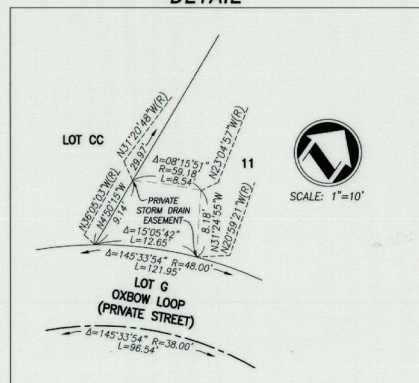 DETAIL
LOT CC
N31°20'48"W(R)
29.97'
N36°05'03"W(R)
N4°50'15"W
9.14'
Δ=08°15'51"
R=59.18'
L=8.54'
N23°04'57"W(R)
11
SCALE: 1"=10'
PRIVATE
STORM DRAIN
EASEMENT
8.18'
N31°24'55"W
N20°59'21"W(R)
Δ=15°05'42"
L=12.65'
Δ=145°33'54" R=48.00'
L=121.95'
LOT G
OXBOW LOOP
(PRIVATE STREET)
Δ=145°33'54" R=38.00'
L=96.54'